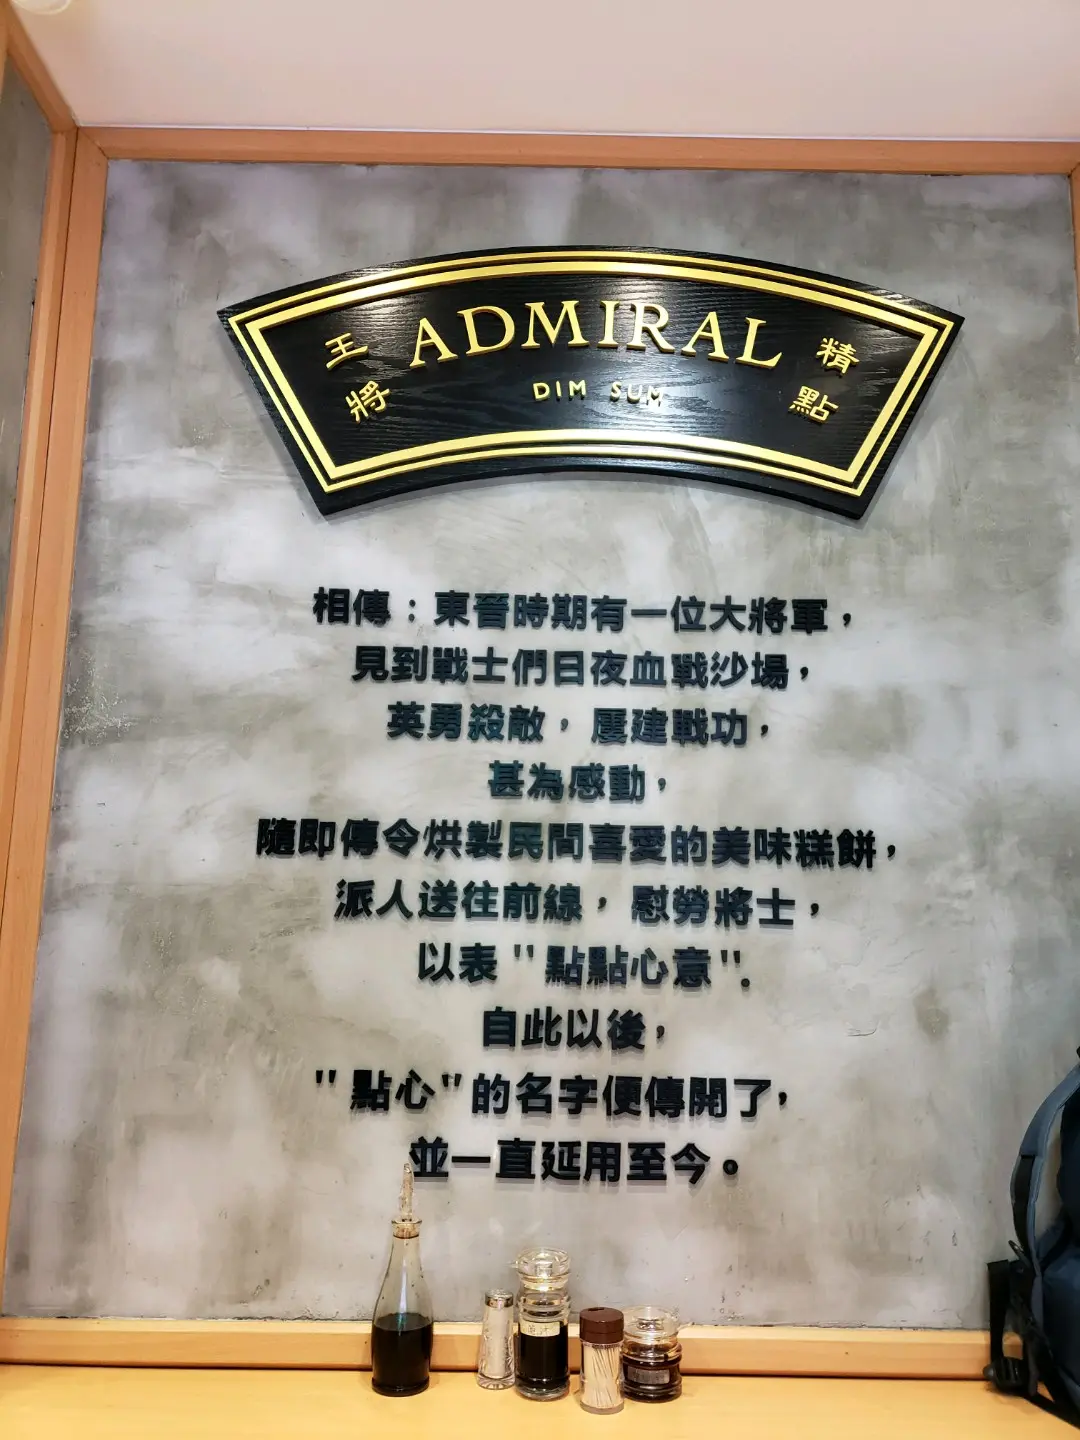 王將 ADMIRAL 精點
DIM SUM
相傳：東晉時期有一位大將軍，
見到戰士們日夜血戰沙場，
英勇殺敵，屢建戰功，
甚為感動，
隨即傳令烘製民間喜愛的美味糕餅，
派人送往前線，慰勞將士，
以表"點點心意"。
自此以後，
"點心"的名字便傳開了，
並一直延用至今。